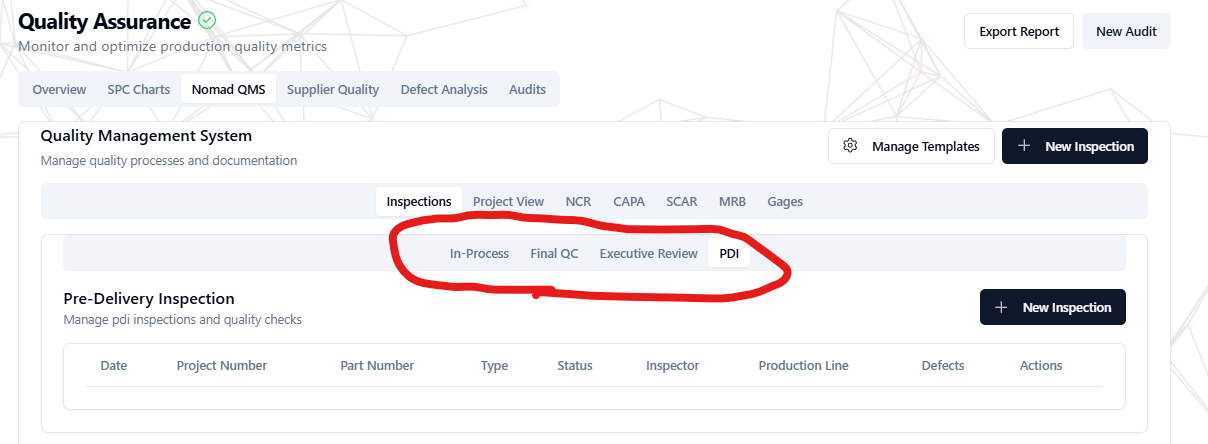 Quality Assurance
Monitor and optimize production quality metrics
Export Report New Audit
Overview SPC Charts Nomad QMS Supplier Quality Defect Analysis Audits
Quality Management System
Manage quality processes and documentation
Manage Templates New Inspection
Inspections Project View NCR CAPA SCAR MRB Gages
In-Process Final QC Executive Review PDI
Pre-Delivery Inspection
Manage pdi inspections and quality checks
New Inspection
Date Project Number Part Number Type Status Inspector Production Line Defects Actions